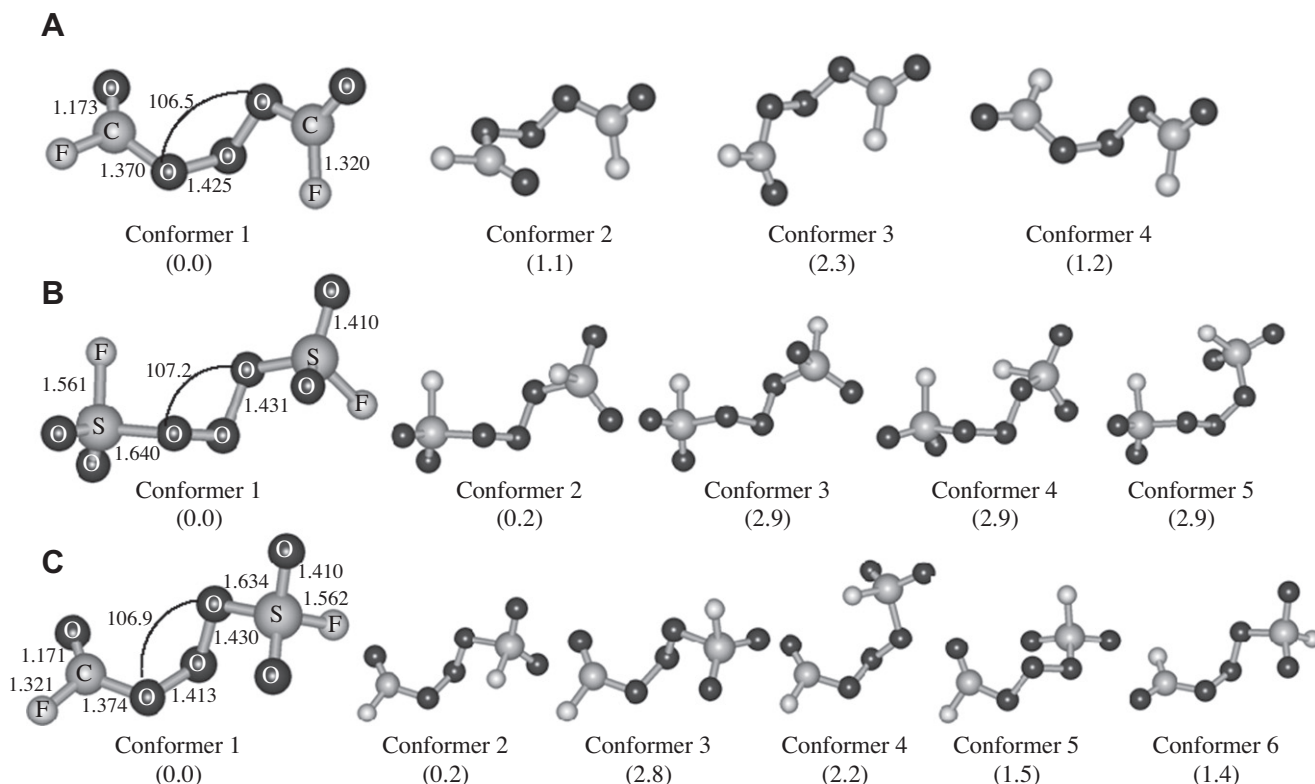 A
O
O
O
1.173
106.5
C
C
F
O
O
1.320
1.370
1.425
F
Conformer 1
(0.0)
Conformer 2
(1.1)
Conformer 3
(2.3)
Conformer 4
(1.2)
B
O
1.410
F
O
S
107.2
1.561
O
F
1.431
O
S
O
O
1.640
O
Conformer 1
(0.0)
Conformer 2
(0.2)
Conformer 3
(2.9)
Conformer 4
(2.9)
Conformer 5
(2.9)
C
O
1.634
1.410
O
1.562
S
F
106.9
1.430
O
1.171
C
O
O
1.321
1.413
F
1.374
O
Conformer 1
(0.0)
Conformer 2
(0.2)
Conformer 3
(2.8)
Conformer 4
(2.2)
Conformer 5
(1.5)
Conformer 6
(1.4)